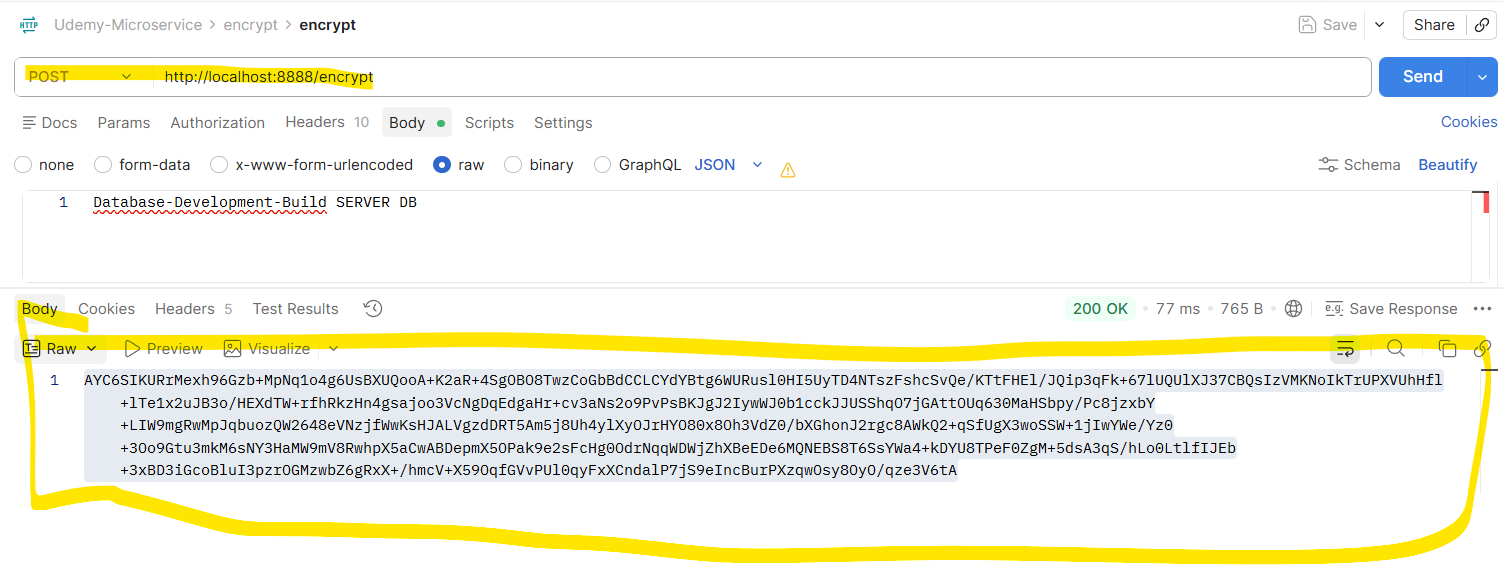 HTTP Udemy-Microservice > encrypt > encrypt Save Share
POST http://localhost:8888/encrypt Send
Docs Params Authorization Headers 10 Body Scripts Settings Cookies
none form-data x-www-form-urlencoded raw binary GraphQL JSON Schema Beautify
1 Database-Development-Build SERVER DB
Body Cookies Headers 5 Test Results 200 OK • 77 ms • 765 B e.g. Save Response
Raw Preview Visualize
1 AYC6SIKURrMexh96Gzb+MpNq1o4g6UsBXUQooA+K2aR+4SgOBO8TwzCoGbBdCCLCYdYBtg6WURusl0HI5UyTD4NTszFshcSvQe/KTtFHEl/JQip3qFk+67lUQUlXJ37CBQsIzVMKNoIkTrUPXVUhHfl
+lTe1x2uJB3o/HEXdTW+rfhRkzHn4gsajoo3VcNgDqEdgaHr+cv3aNs2o9PvPsBKJgJ2IywWJ0b1cckJJUSShqO7jGAttOUq630MaHSbpy/Pc8jzxbY
+LIW9mgRwMpJqbuozQW2648eVNzjfWwKsHJALVgzdDRT5Am5j8Uh4ylXyOJrHYO80x8Oh3VdZ0/bXGhonJ2rgc8AWkQ2+qSfUgX3woSSW+1jIwYWe/Yz0
+3Oo9Gtu3mkM6sNY3HaMW9mV8RwhpX5aCwABDepmX5OPak9e2sFcHg0OdrNqqWDWjZhXBeEDe6MQNEBS8T6SsYWa4+kDYU8TPeF0ZgM+5dsA3qS/hLo0LtlfIJEb
+3xBD3iGcoBluI3pzrOGMzwbZ6gRxX+/hmcV+X59OqfGVvPUl0qyFxXCndalP7jS9eIncBurPXzqwOsy8OyO/qze3V6tA